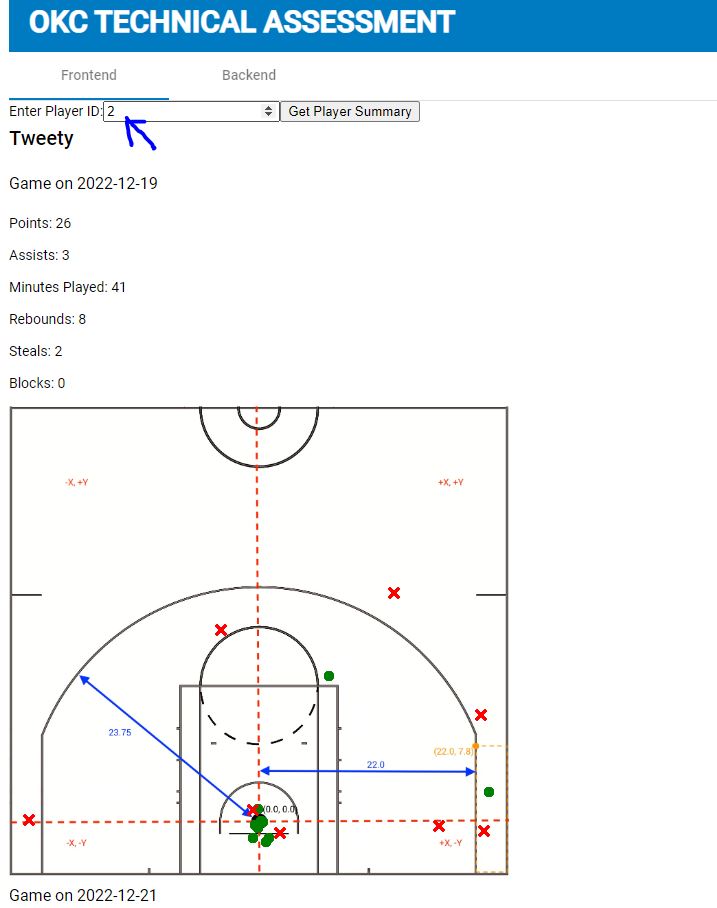 OKC TECHNICAL ASSESSMENT
Frontend Backend
Enter Player ID: 2 Get Player Summary
Tweety
Game on 2022-12-19
Points: 26
Assists: 3
Minutes Played: 41
Rebounds: 8
Steals: 2
Blocks: 0
-X, +Y +X, +Y
23.75
(22.0, 7.8)
22.0
(0.0, 0.0)
-X, -Y +X, -Y
Game on 2022-12-21